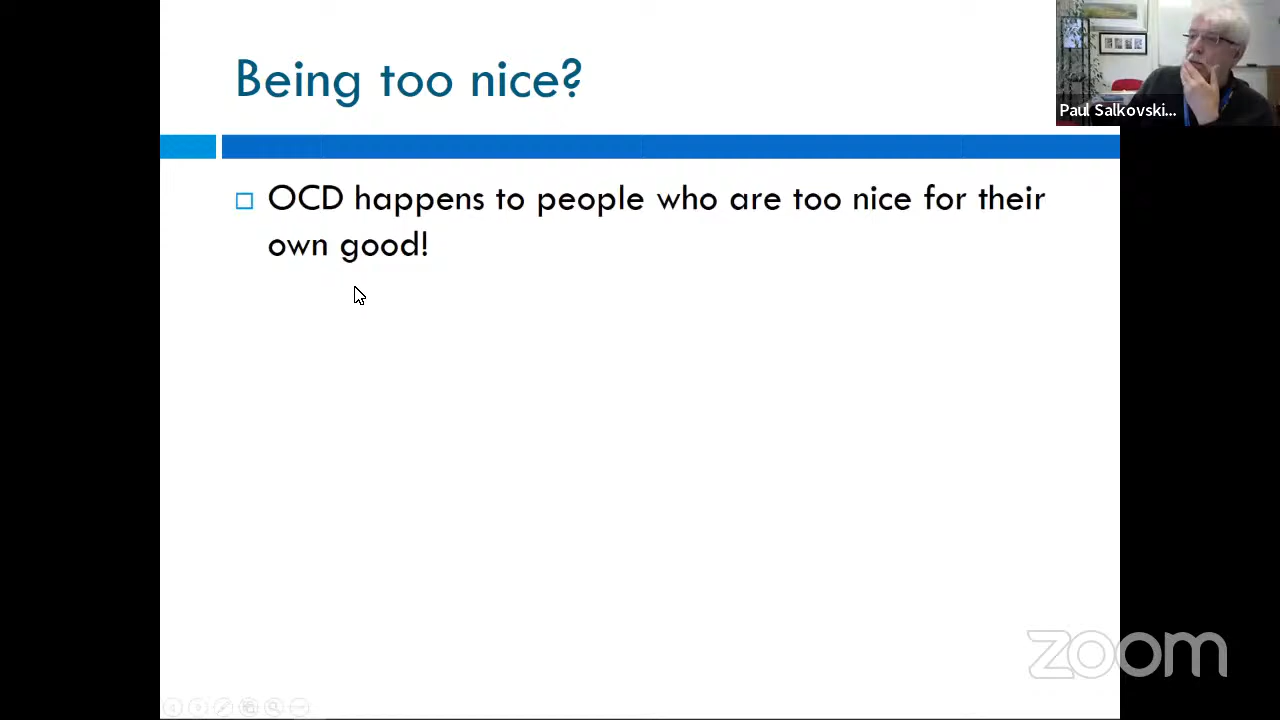 Being too nice?
Paul Salkovski...
OCD happens to people who are too nice for their
own good!
zoom